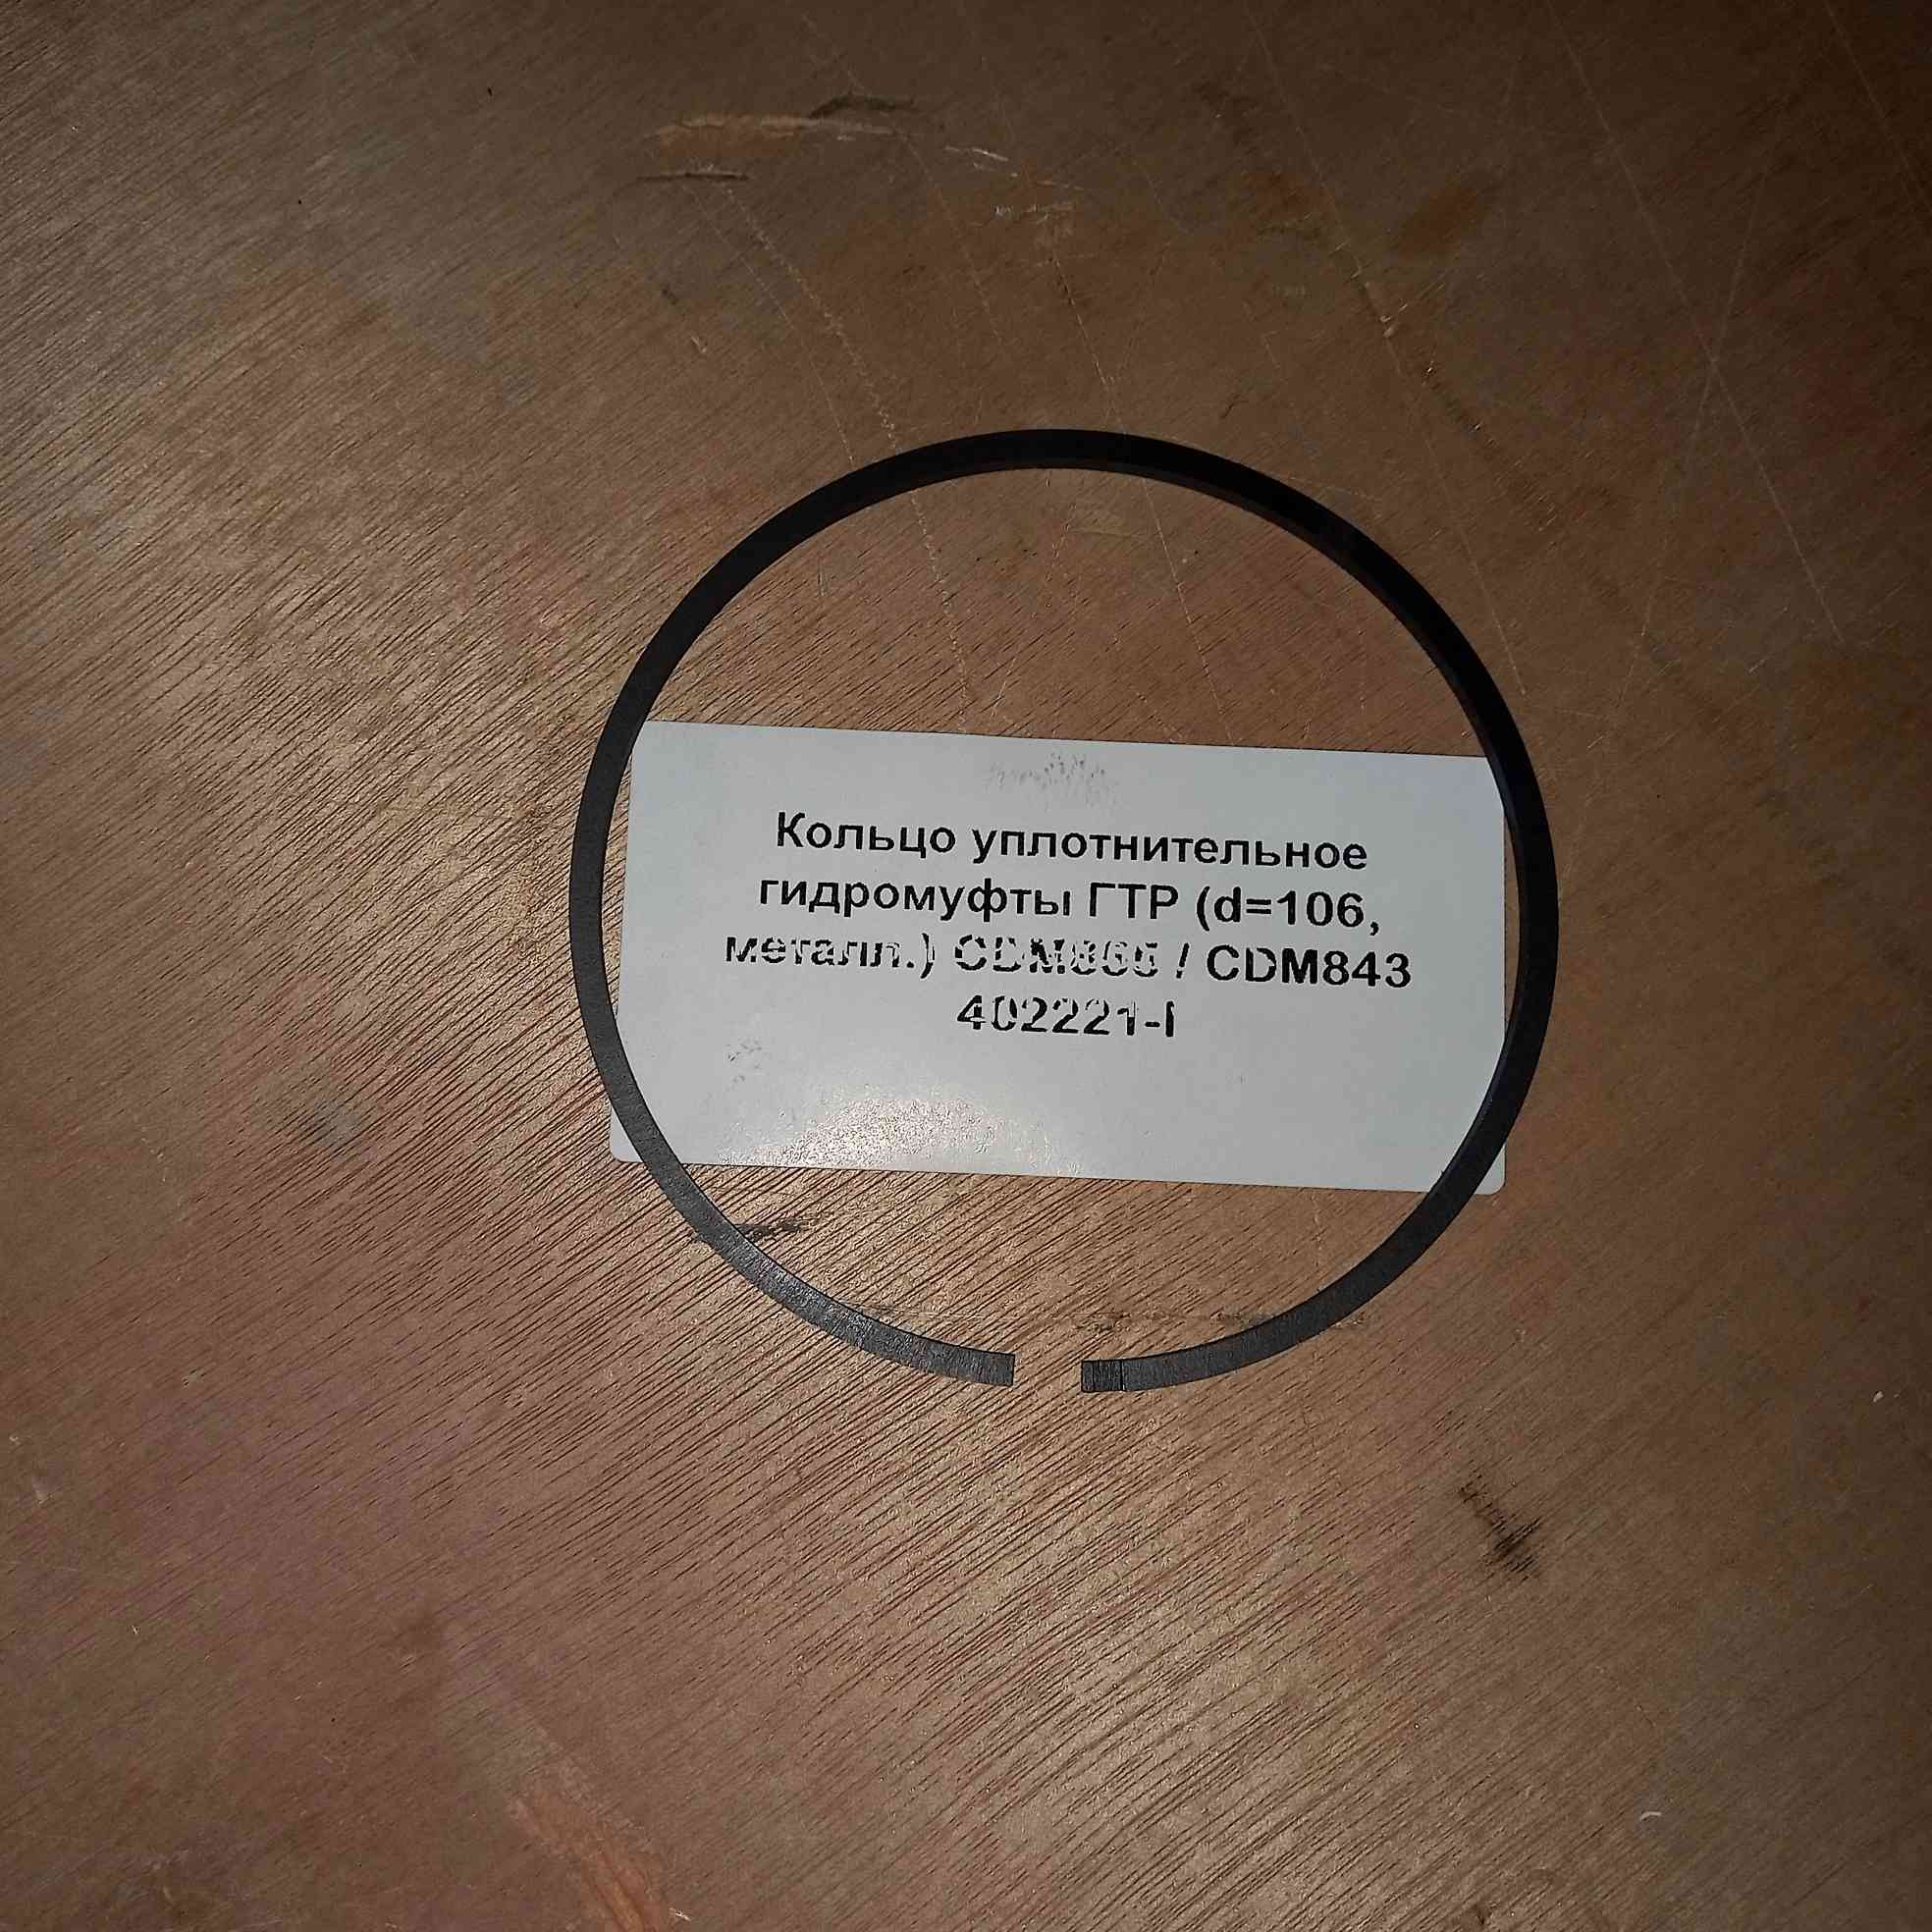 Кольцо уплотнительное
гидромуфты ГТР (d=106,
металл.) CDM855 / CDM843
402221-I